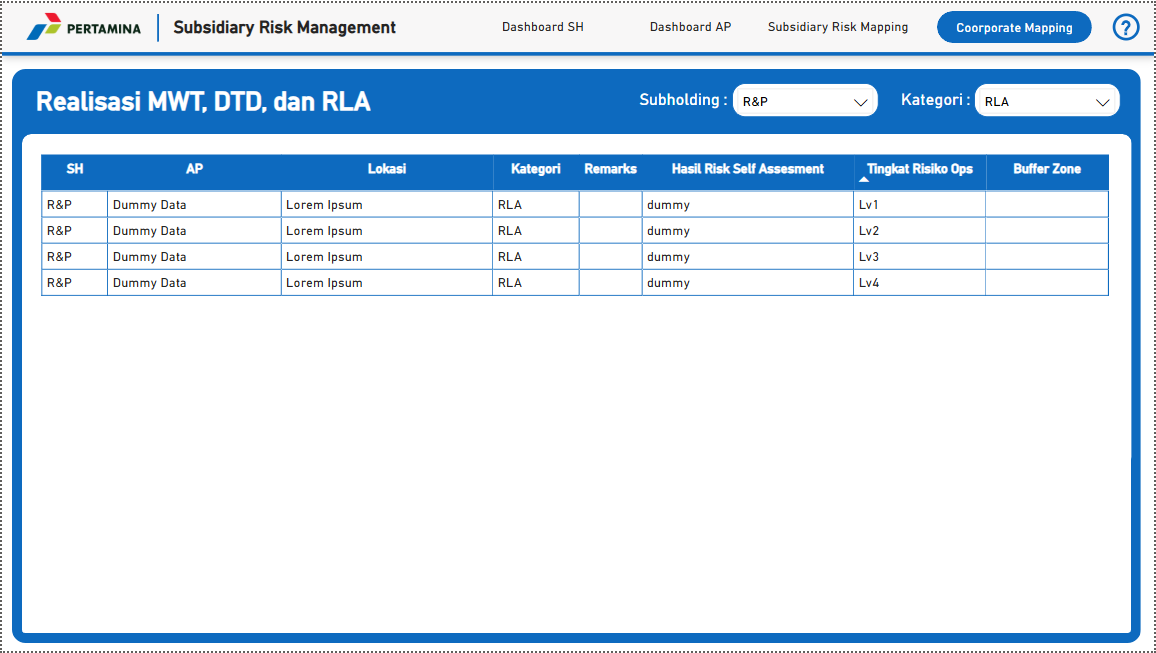 PERTAMINA Subsidiary Risk Management Dashboard SH Dashboard AP Subsidiary Risk Mapping Coorporate Mapping ?
Realisasi MWT, DTD, dan RLA Subholding : R&P Kategori : RLA
SH AP Lokasi Kategori Remarks Hasil Risk Self Assesment Tingkat Risiko Ops Buffer Zone
R&P Dummy Data Lorem Ipsum RLA dummy Lv1
R&P Dummy Data Lorem Ipsum RLA dummy Lv2
R&P Dummy Data Lorem Ipsum RLA dummy Lv3
R&P Dummy Data Lorem Ipsum RLA dummy Lv4